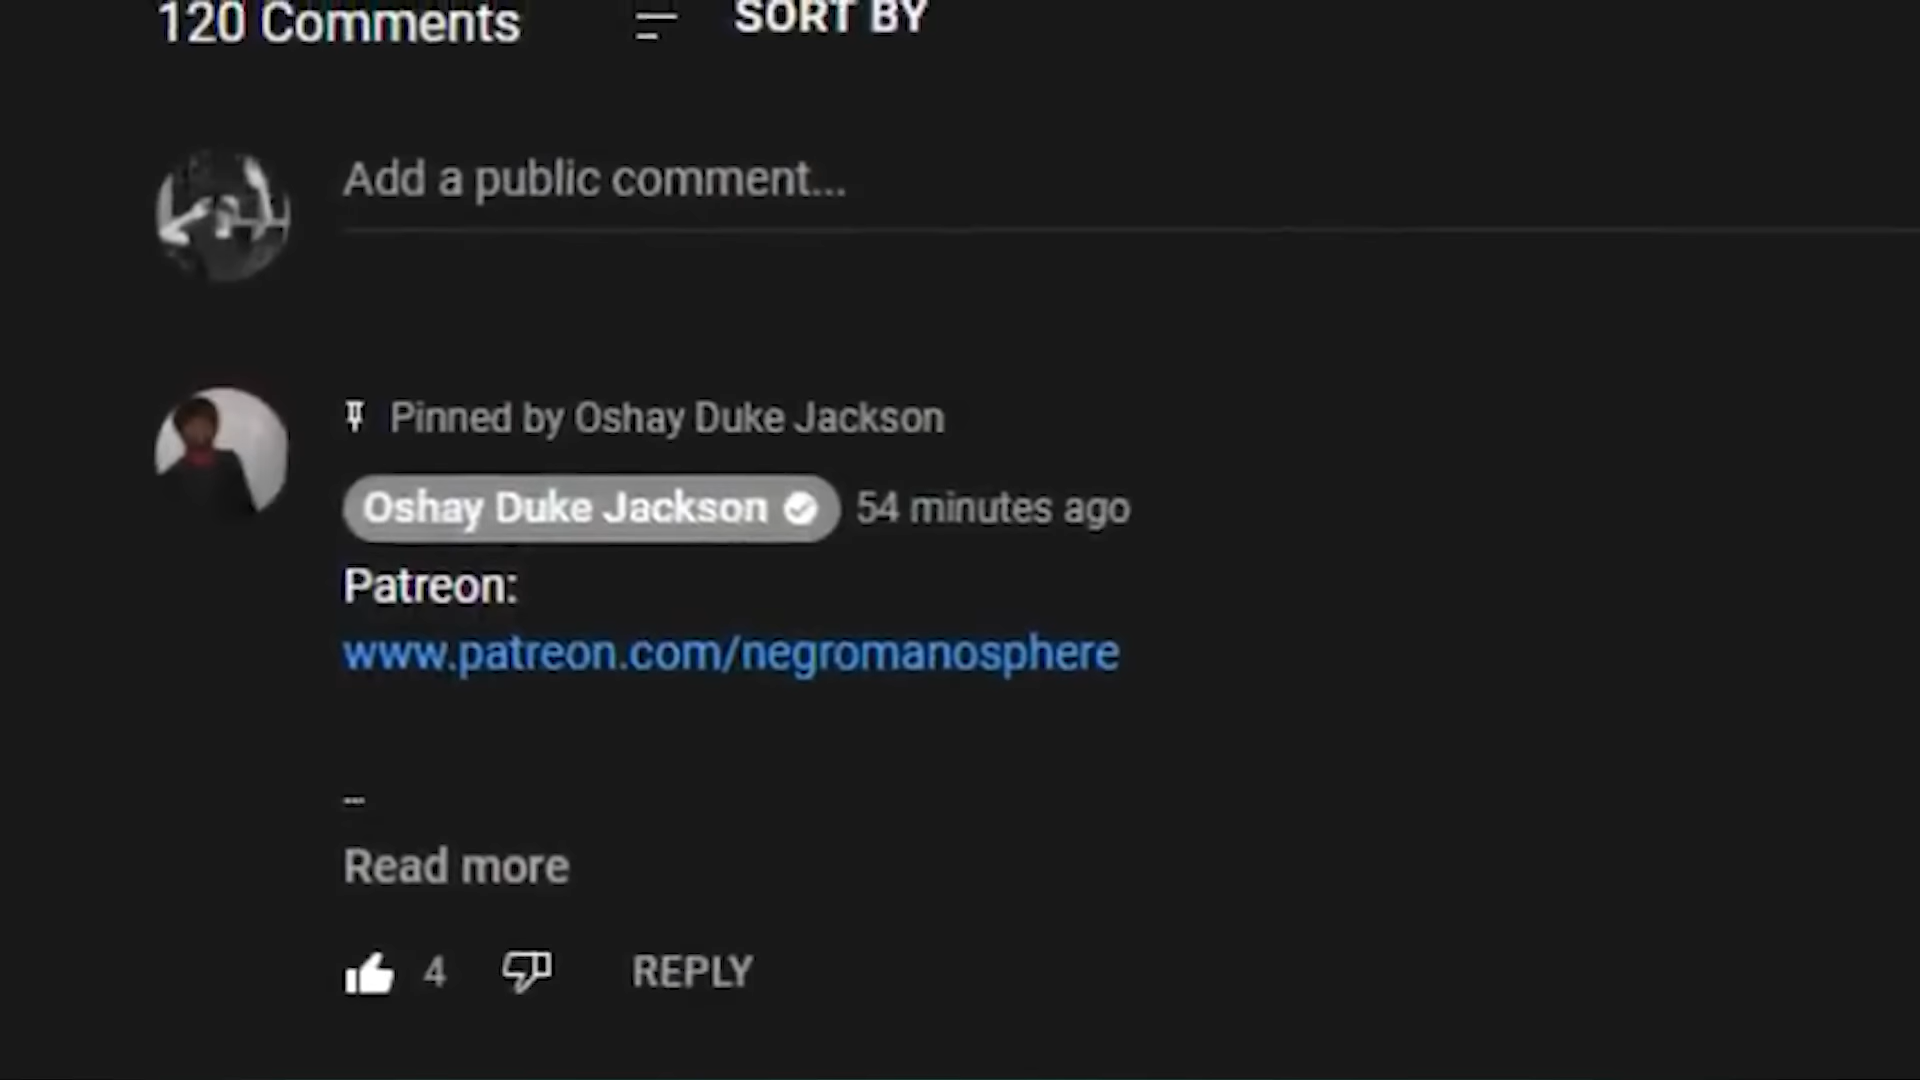 120 Comments
SORT BY
Add a public comment...
Pinned by Oshay Duke Jackson
Oshay Duke Jackson 54 minutes ago
Patreon:
www.patreon.com/negromanosphere
--
Read more
4 REPLY